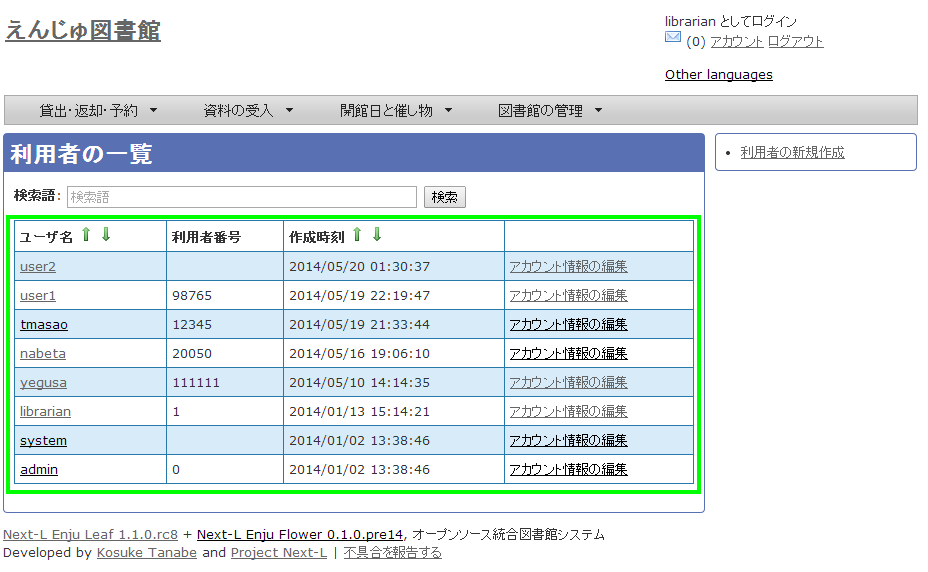 えんじゅ図書館
librarian としてログイン
(0) アカウント ログアウト
Other languages
貸出・返却・予約 ▼ 資料の受入 ▼ 開館日と催し物 ▼ 図書館の管理 ▼
利用者の一覧
• 利用者の新規作成
検索語: 検索語 検索
ユーザ名 利用者番号 作成時刻
user2 2014/05/20 01:30:37 アカウント情報の編集
user1 98765 2014/05/19 22:19:47 アカウント情報の編集
tmasao 12345 2014/05/19 21:33:44 アカウント情報の編集
nabeta 20050 2014/05/16 19:06:10 アカウント情報の編集
yegusa 111111 2014/05/10 14:14:35 アカウント情報の編集
librarian 1 2014/01/13 15:14:21 アカウント情報の編集
system 2014/01/02 13:38:46 アカウント情報の編集
admin 0 2014/01/02 13:38:46 アカウント情報の編集
Next-L Enju Leaf 1.1.0.rc8 + Next-L Enju Flower 0.1.0.pre14, オープンソース統合図書館システム
Developed by Kosuke Tanabe and Project Next-L | 不具合を報告する